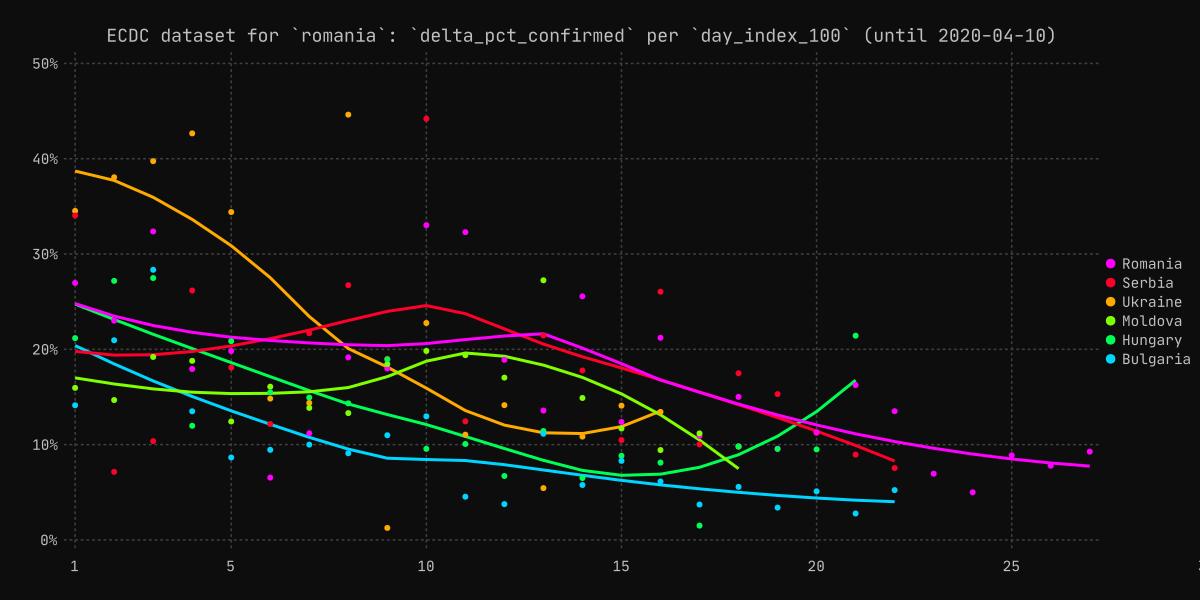 ECDC dataset for `romania`: `delta_pct_confirmed` per `day_index_100` (until 2020-04-10)
50%
40%
30%
20%
10%
0%
1 5 10 15 20 25
Romania
Serbia
Ukraine
Moldova
Hungary
Bulgaria